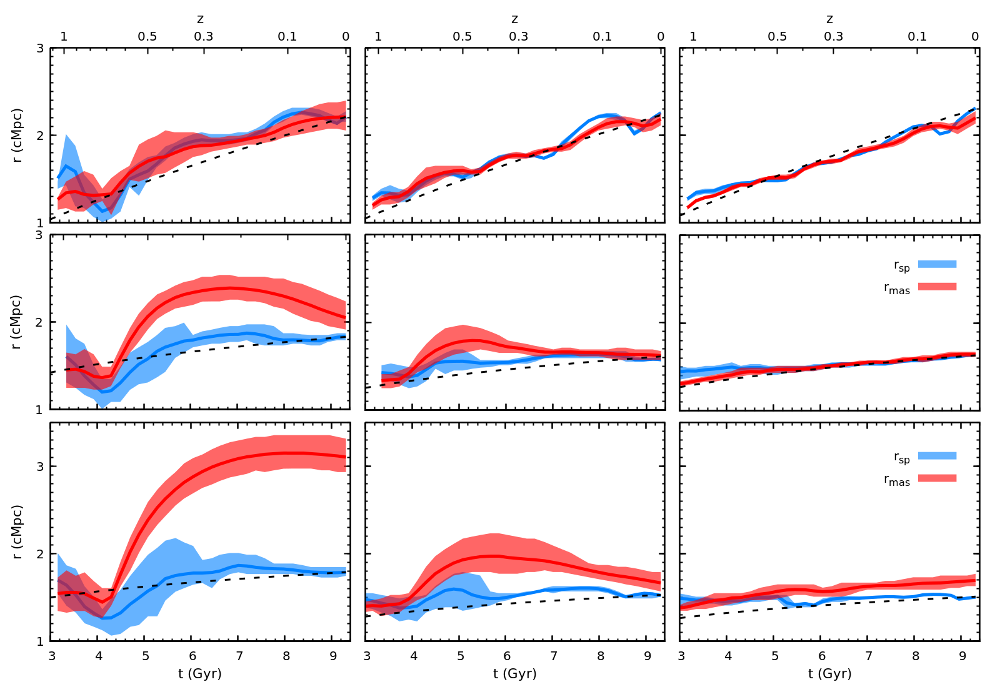 z z z
1 0.5 0.3 0.1 0 1 0.5 0.3 0.1 0 1 0.5 0.3 0.1 0
3
r (cMpc)
2
1
3
r_sp
r_mas
r (cMpc)
2
1
r_sp
3
r_mas
r (cMpc)
2
1
3 4 5 6 7 8 9 3 4 5 6 7 8 9 3 4 5 6 7 8 9
t (Gyr) t (Gyr) t (Gyr)